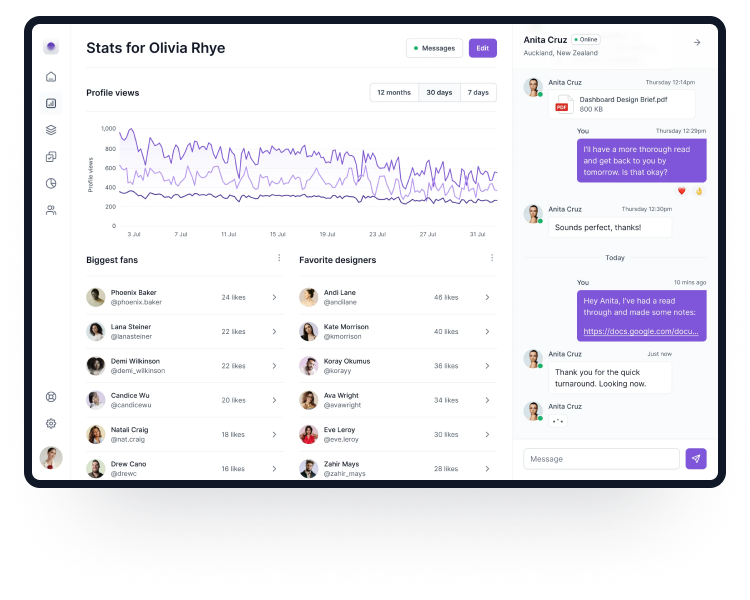 Stats for Olivia Rhye
Messages
Edit
Profile views
12 months
30 days
7 days
Profile views
1,000
800
600
400
200
0
3 Jul
7 Jul
11 Jul
15 Jul
19 Jul
23 Jul
27 Jul
31 Jul
Biggest fans
Phoenix Baker
@phoenix.baker
24 likes
Lana Steiner
@lanasteiner
22 likes
Demi Wilkinson
@demi_wilkinson
22 likes
Candice Wu
@candicewu
20 likes
Natali Craig
@nat.craig
18 likes
Drew Cano
@drewc
16 likes
Favorite designers
Andi Lane
@andilane
46 likes
Kate Morrison
@kmorrison
40 likes
Koray Okumus
@korayy
36 likes
Ava Wright
@avawright
34 likes
Eve Leroy
@eve.leroy
30 likes
Zahir Mays
@zahir_mays
28 likes
Anita Cruz
Online
Auckland, New Zealand
Anita Cruz
Thursday 12:14pm
PDF
Dashboard Design Brief.pdf
800 KB
You
Thursday 12:29pm
I'll have a more thorough read
and get back to you by
tomorrow. Is that okay?
Anita Cruz
Thursday 12:30pm
Sounds perfect, thanks!
Today
You
10 mins ago
Hey Anita, I've had a read
through and made some notes:
https://docs.google.com/docu...
Anita Cruz
Just now
Thank you for the quick
turnaround. Looking now.
Anita Cruz
Message